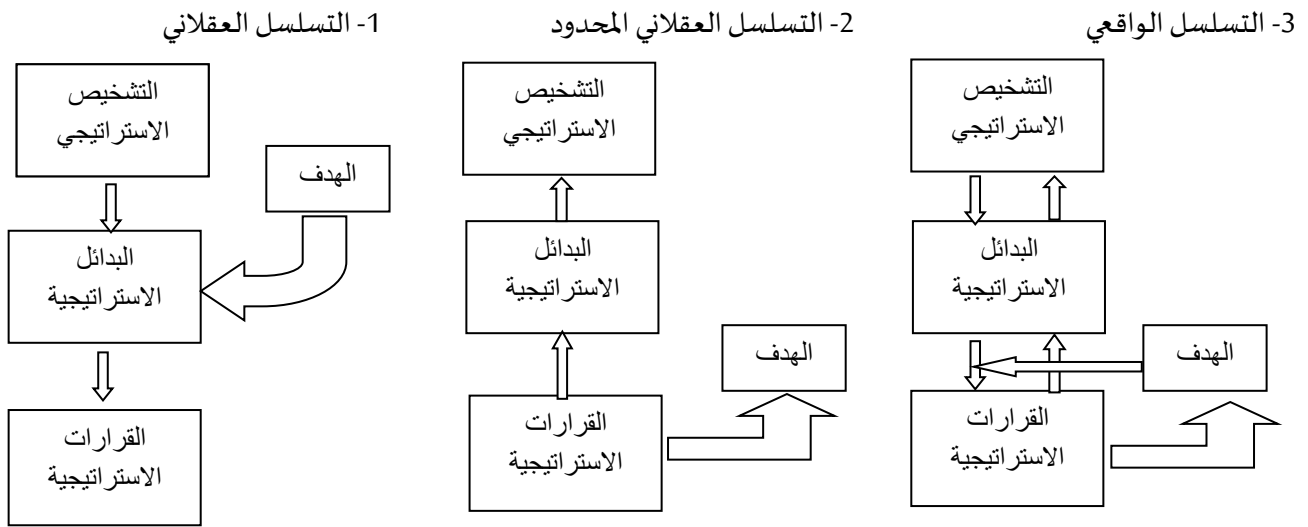 1- التسلسل العقلاني
2- التسلسل العقلاني المحدود
3- التسلسل الواقعي
التشخيص
الاستراتيجي
الهدف
البدائل
الاستراتيجية
القرارات
الاستراتيجية
التشخيص
الاستراتيجي
البدائل
الاستراتيجية
الهدف
القرارات
الاستراتيجية
التشخيص
الاستراتيجي
البدائل
الاستراتيجية
الهدف
القرارات
الاستراتيجية